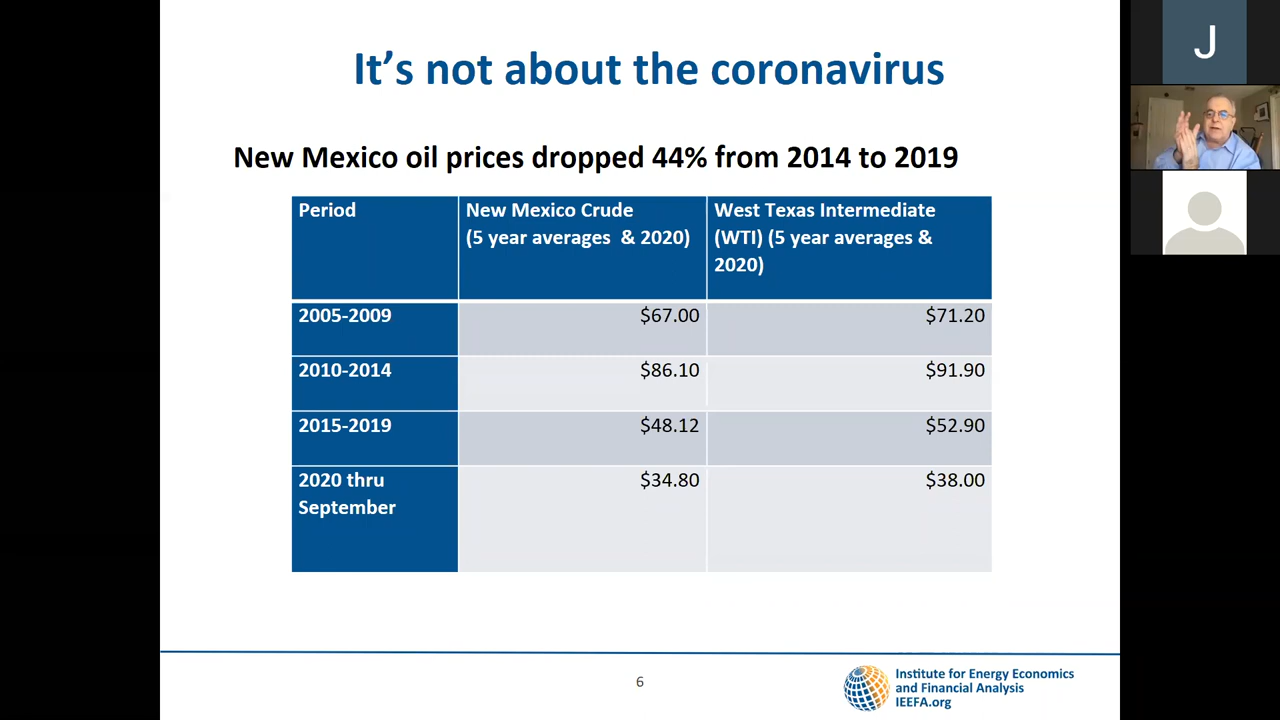 It's not about the coronavirus
New Mexico oil prices dropped 44% from 2014 to 2019
Period
New Mexico Crude
(5 year averages & 2020)
West Texas Intermediate
(WTI) (5 year averages &
2020)
2005-2009
$67.00
$71.20
2010-2014
$86.10
$91.90
2015-2019
$48.12
$52.90
2020 thru
September
$34.80
$38.00
6
Institute for Energy Economics
and Financial Analysis
IEEFA.org
J